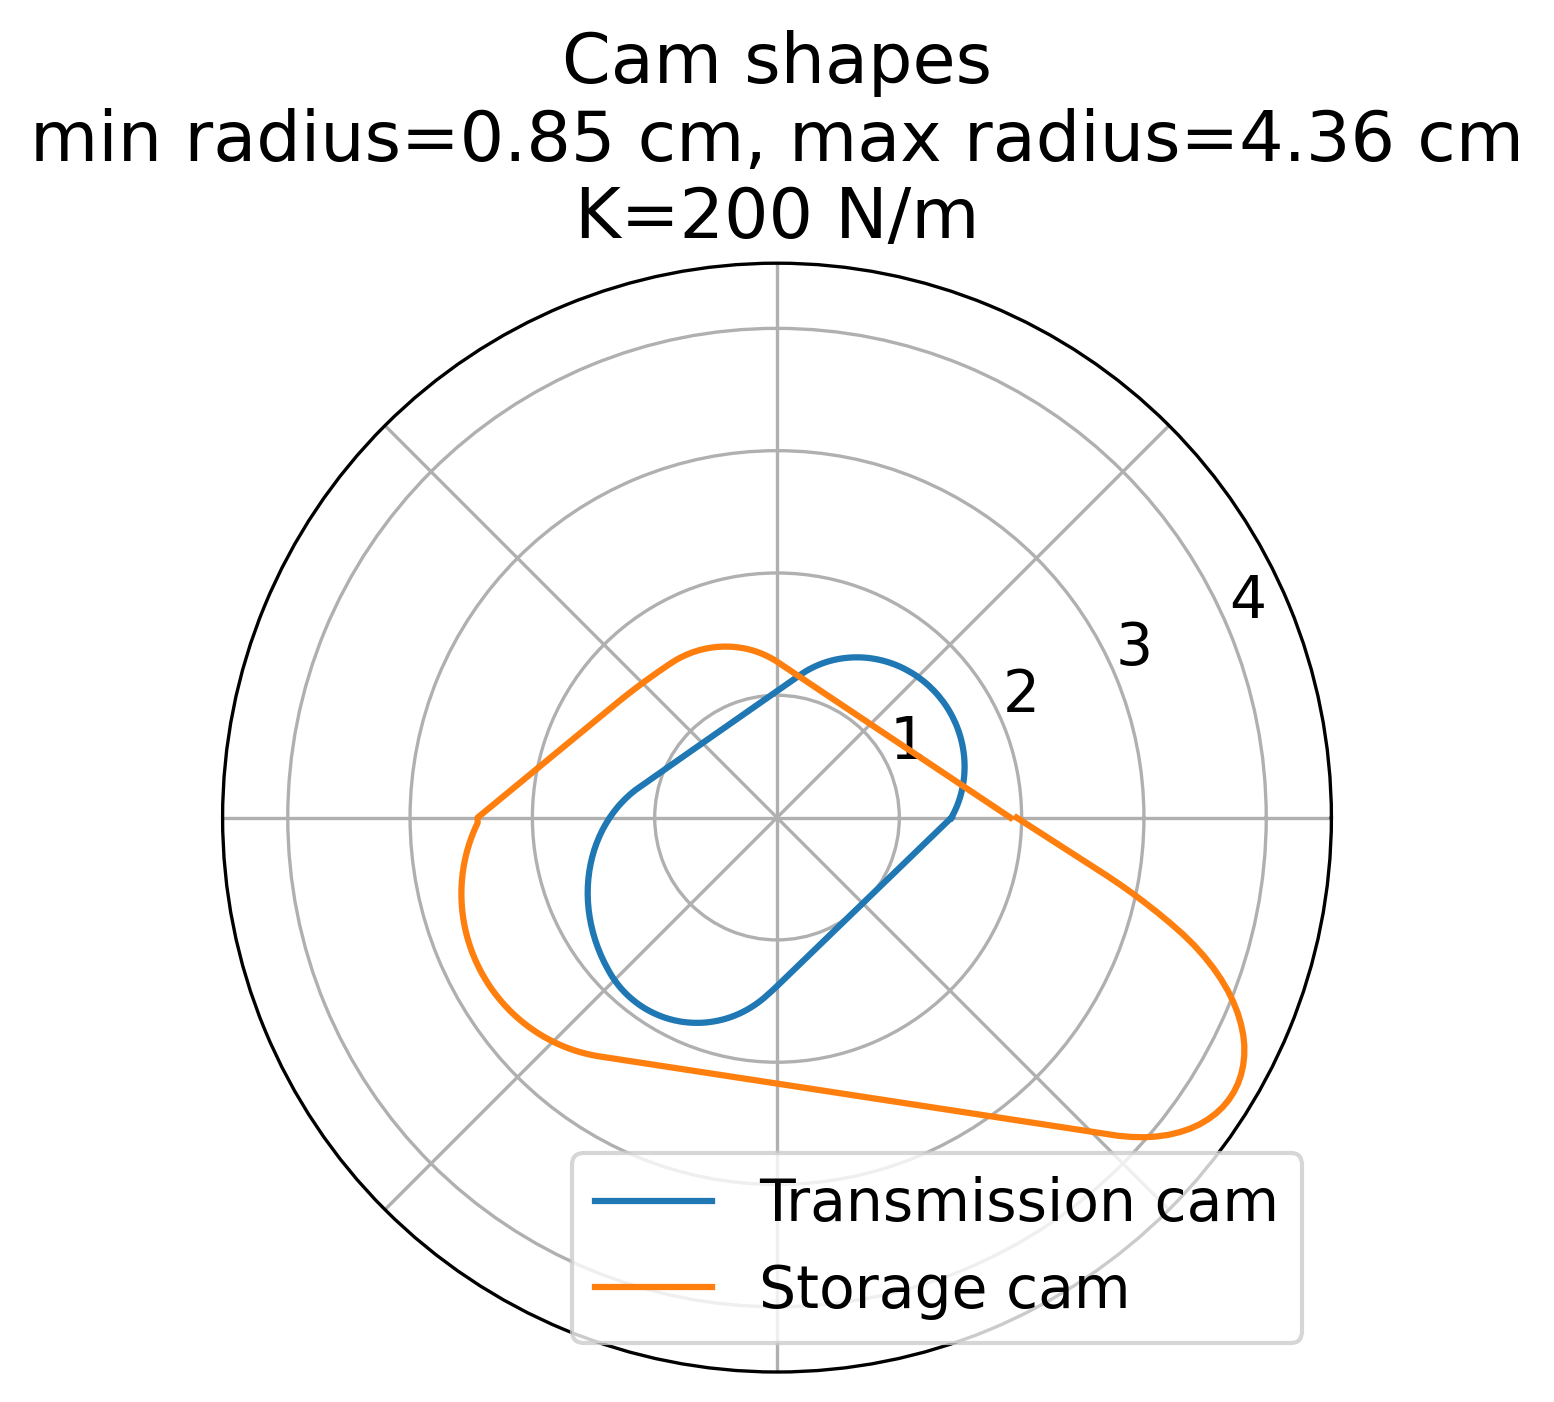 Cam shapes
min radius=0.85 cm, max radius=4.36 cm
K=200 N/m
4
3
2
1
Transmission cam
Storage cam